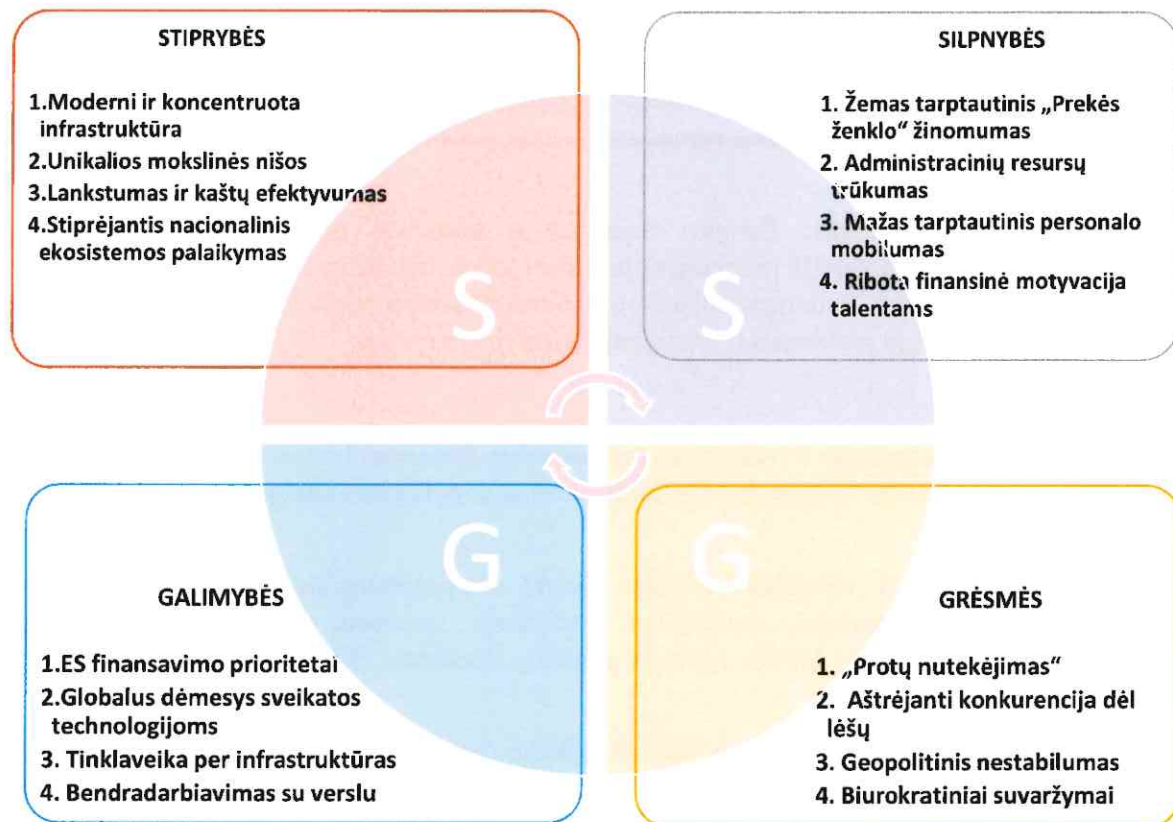 STIPRYBĖS
1.Moderni ir koncentruota
infrastruktūra
2.Unikalios mokslinės nišos
3.Lankstumas ir kaštų efektyvumas
4.Stiprėjantis nacionalinis
ekosistemos palaikymas
SILPNYBĖS
1. Žemas tarptautinis „Prekės
ženklo“ žinomumas
2. Administracinių resursų
trūkumas
3. Mažas tarptautinis personalo
mobilumas
4. Ribota finansinė motyvacija
talentams
S
S
G
G
GALIMYBĖS
1.ES finansavimo prioritetai
2.Globalus dėmesys sveikatos
technologijoms
3. Tinklaveika per infrastruktūras
4. Bendradarbiavimas su verslu
GRĖSMĖS
1. „Protų nutekėjimas“
2. Aštrėjanti konkurencija dėl
lėšų
3. Geopolitinis nestabilumas
4. Biurokratiniai suvaržymai